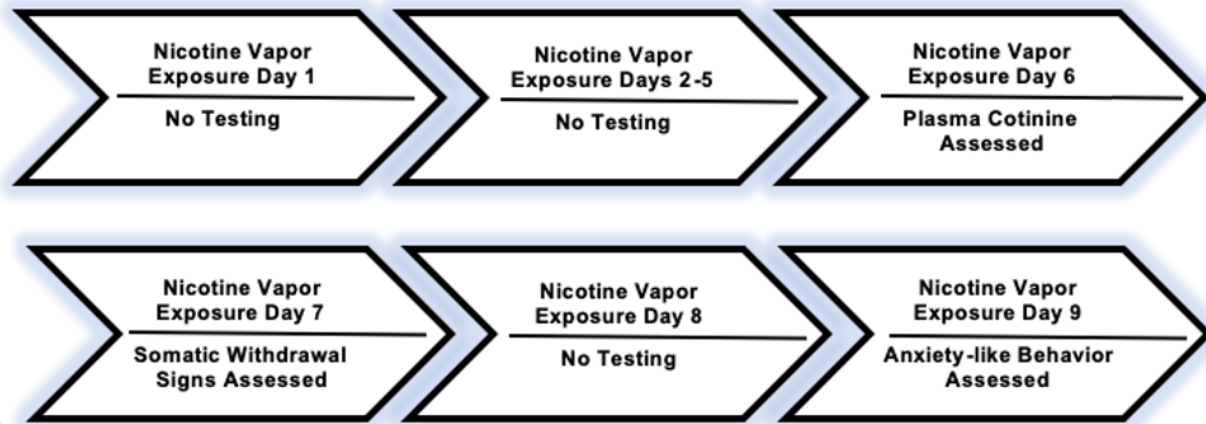 Nicotine Vapor
Exposure Day 1
No Testing
Nicotine Vapor
Exposure Days 2-5
No Testing
Nicotine Vapor
Exposure Day 6
Plasma Cotinine
Assessed
Nicotine Vapor
Exposure Day 7
Somatic Withdrawal
Signs Assessed
Nicotine Vapor
Exposure Day 8
No Testing
Nicotine Vapor
Exposure Day 9
Anxiety-like Behavior
Assessed